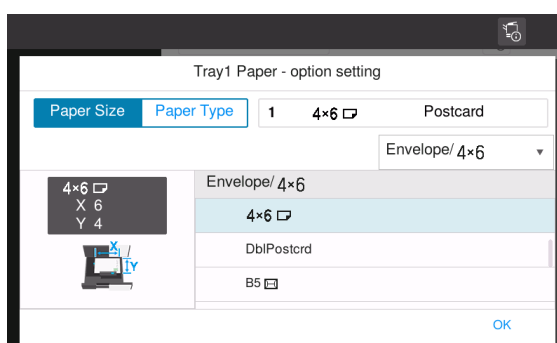 Tray1 Paper - option setting
Paper Size Paper Type 1 4×6 Postcard
Envelope/ 4×6
4×6
X 6
Y 4
X
Y
Envelope/ 4×6
4×6
DblPostcrd
B5
OK